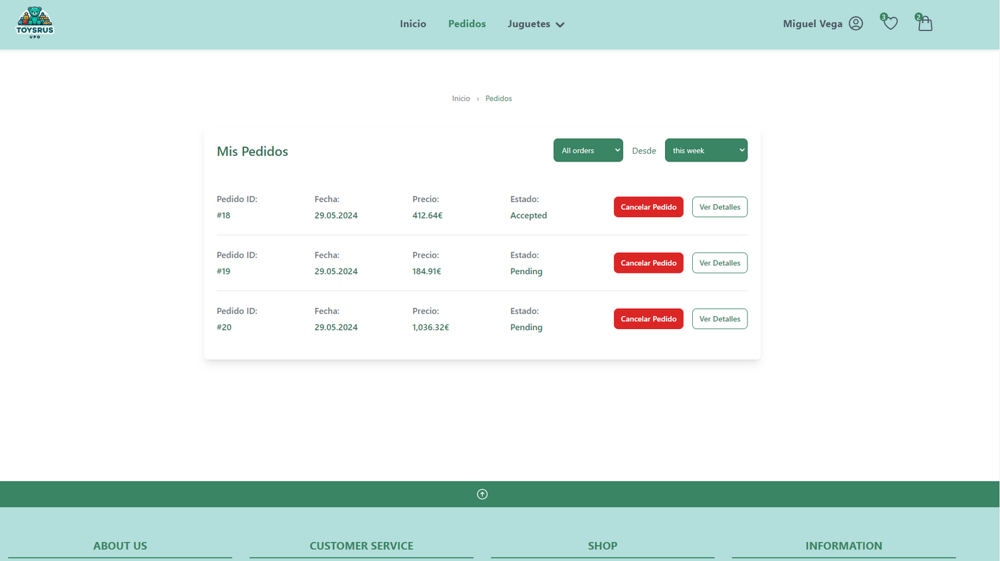 TOYSRUS
UPO
Inicio Pedidos Juguetes
Miguel Vega 3 2
Inicio › Pedidos
Mis Pedidos All orders Desde this week
Pedido ID: Fecha: Precio: Estado:
#18 29.05.2024 412.64€ Accepted Cancelar Pedido Ver Detalles
Pedido ID: Fecha: Precio: Estado:
#19 29.05.2024 184.91€ Pending Cancelar Pedido Ver Detalles
Pedido ID: Fecha: Precio: Estado:
#20 29.05.2024 1,036.32€ Pending Cancelar Pedido Ver Detalles
ABOUT US CUSTOMER SERVICE SHOP INFORMATION